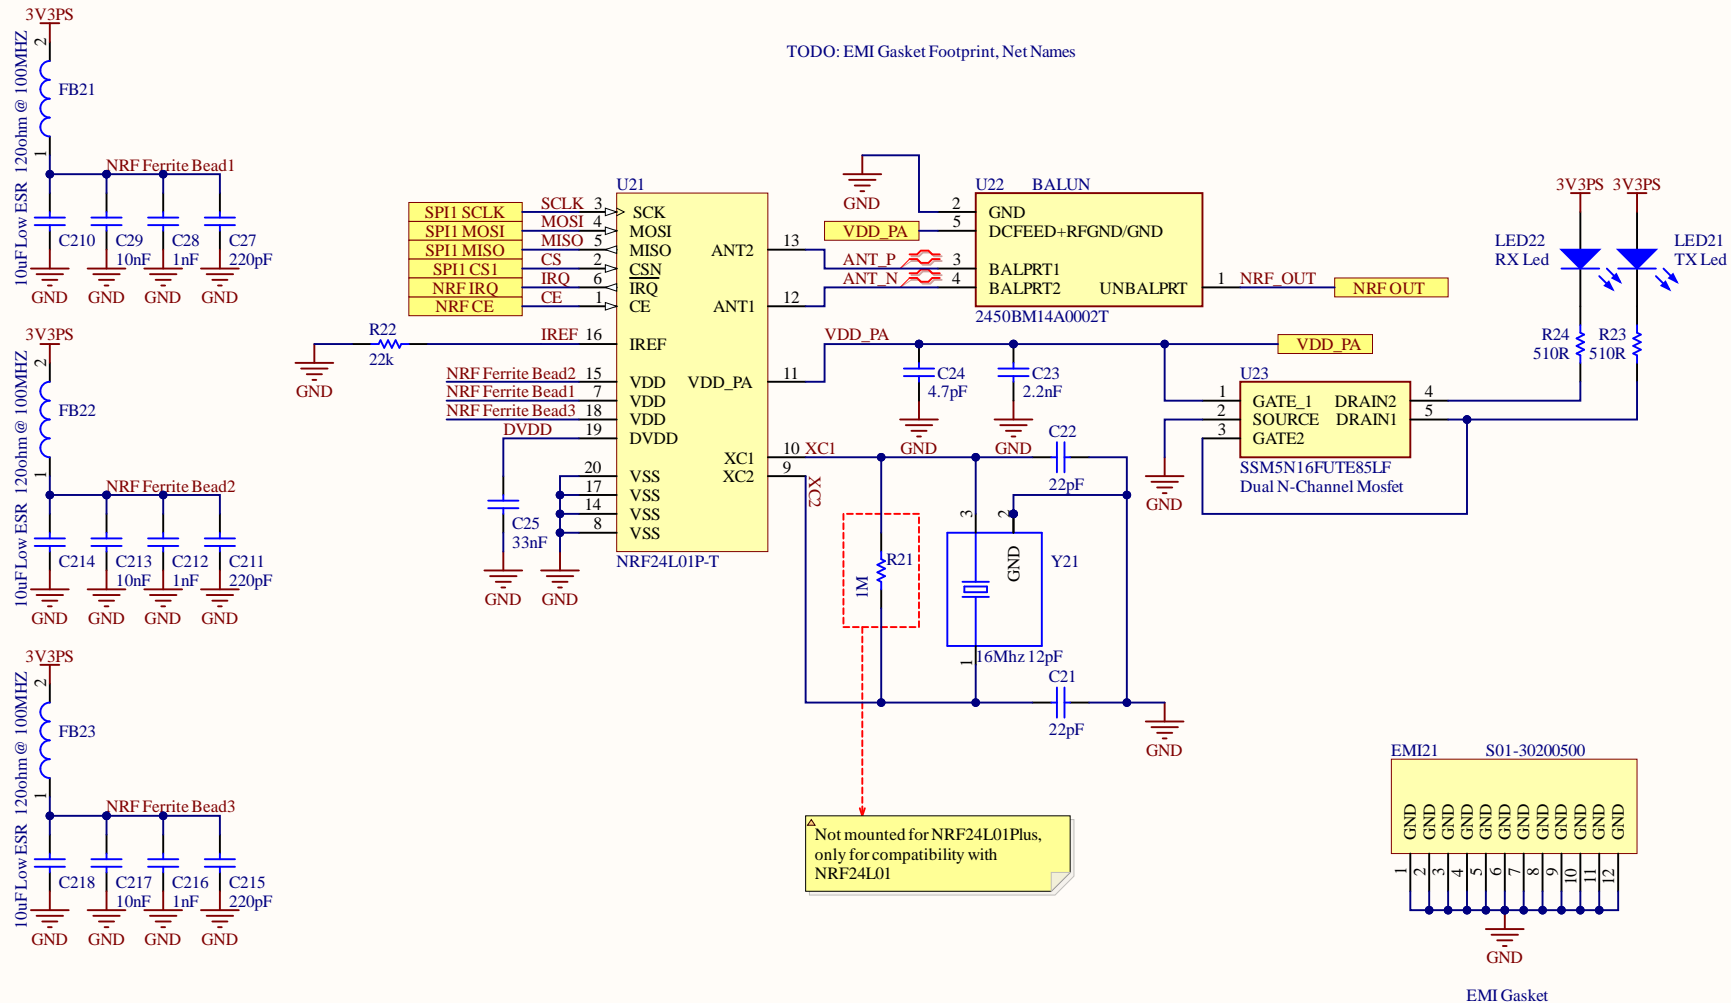 TODO: EMI Gasket Footprint, Net Names
3V3PS
2
FB21
120ohm @ 100MHZ
1
NRF Ferrite Bead1
10uF Low ESR
C210
C29
10nF
C28
1nF
C27
220pF
GND GND GND GND
3V3PS
2
FB22
120ohm @ 100MHZ
1
NRF Ferrite Bead2
10uF Low ESR
C214
C213
10nF
C212
1nF
C211
220pF
GND GND GND GND
3V3PS
2
FB23
120ohm @ 100MHZ
1
NRF Ferrite Bead3
10uF Low ESR
C218
C217
10nF
C216
1nF
C215
220pF
GND GND GND GND
U21
SPI1 SCLK SCLK 3 SCK
SPI1 MOSI MOSI 4 MOSI
SPI1 MISO MISO 5 MISO
SPI1 CS1 CS 2 CSN
NRF IRQ IRQ 6 IRQ
NRF CE CE 1 CE
R22
22k
GND
IREF 16 IREF
NRF Ferrite Bead2 15 VDD
NRF Ferrite Bead1 7 VDD
NRF Ferrite Bead3 18 VDD
DVDD 19 DVDD
20 VSS
17 VSS
14 VSS
8 VSS
C25
33nF
GND GND
NRF24L01P-T
ANT2 13
ANT1 12
VDD_PA 11
XC1 10 XC1
XC2 9
XC2
GND
U22 BALUN
2 GND
VDD_PA 5 DCFEED+RFGND/GND
ANT_P 3 BALPRT1
ANT_N 4 BALPRT2
UNBALPRT 1 NRF_OUT NRF OUT
2450BM14A0002T
VDD_PA
VDD_PA
C24
4.7pF
GND
C23
2.2nF
GND
C22
22pF
R21
1M
3
2
GND
Y21
1
16Mhz 12pF
C21
22pF
GND
Not mounted for NRF24L01Plus,
only for compatibility with
NRF24L01
3V3PS 3V3PS
LED22
RX Led
LED21
TX Led
R24
510R
R23
510R
U23
1 GATE_1 DRAIN2 4
2 SOURCE DRAIN1 5
3 GATE2
SSM5N16FUTE85LF
Dual N-Channel Mosfet
GND
EMI21 S01-30200500
GND GND GND GND GND GND GND GND GND GND GND GND
1 2 3 4 5 6 7 8 9 10 11 12
GND
EMI Gasket